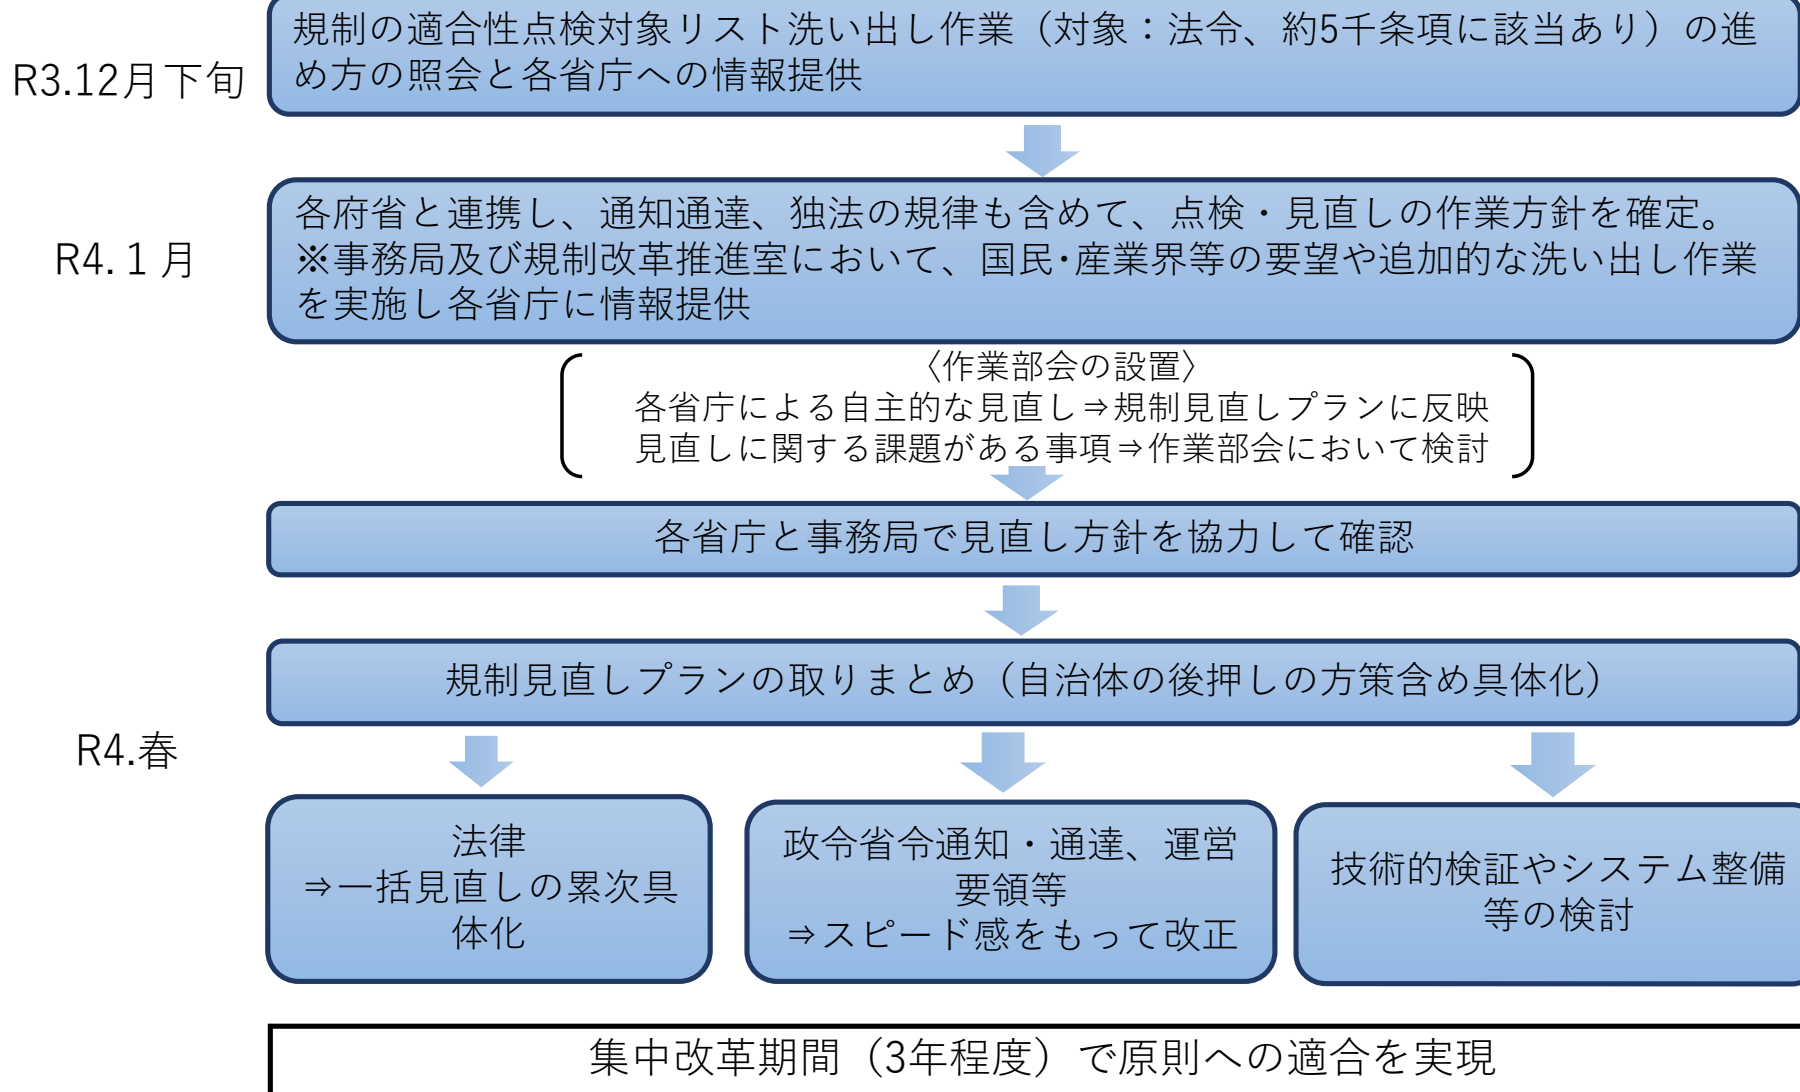 規制の適合性点検対象リスト洗い出し作業（対象：法令、約5千条項に該当あり）の進
め方の照会と各省庁への情報提供
R3.12月下旬
各府省と連携し、通知通達、独法の規律も含めて、点検・見直しの作業方針を確定。
※事務局及び規制改革推進室において、国民･産業界等の要望や追加的な洗い出し作業
を実施し各省庁に情報提供
R4.１月
〈作業部会の設置〉
各省庁による自主的な見直し⇒規制見直しプランに反映
見直しに関する課題がある事項⇒作業部会において検討
各省庁と事務局で見直し方針を協力して確認
規制見直しプランの取りまとめ（自治体の後押しの方策含め具体化）
R4.春
法律
⇒一括見直しの累次具
体化
政令省令通知・通達、運営
要領等
⇒スピード感をもって改正
技術的検証やシステム整備
等の検討
集中改革期間（3年程度）で原則への適合を実現